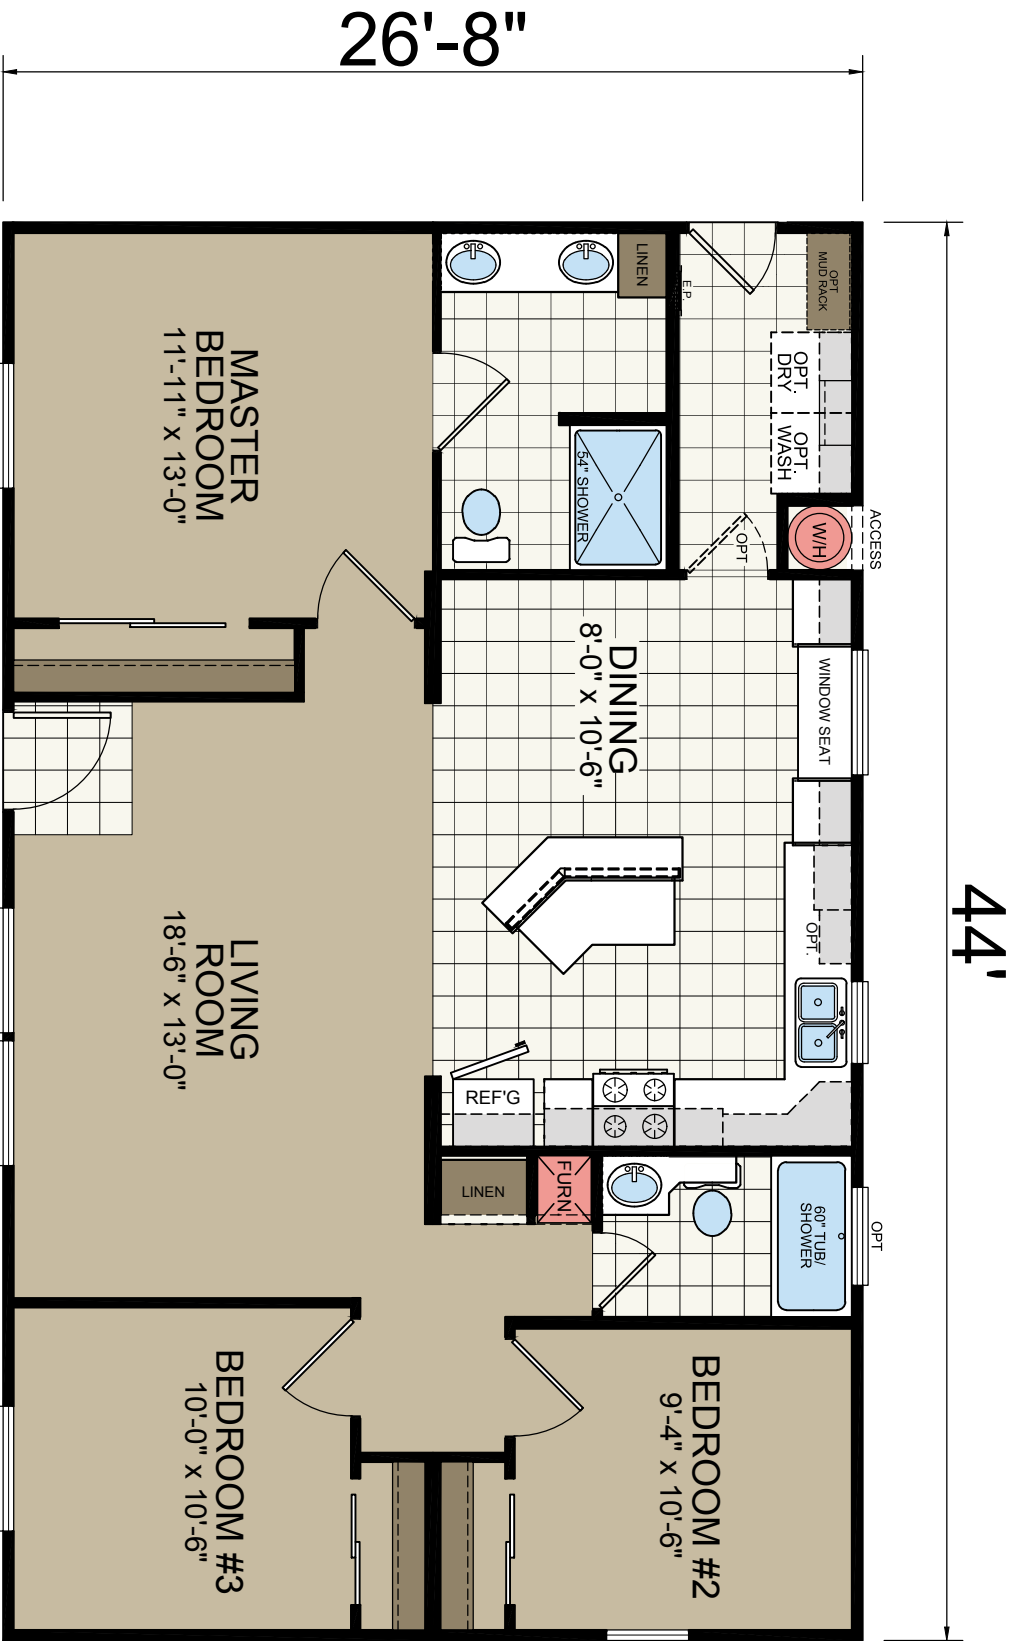 26'-8"
44'
MASTER
BEDROOM
11'-11" x 13'-0"
LINEN
E.P.
OPT
MUD RACK
OPT.
DRY
OPT.
WASH
54" SHOWER
OPT
W/H
ACCESS
DINING
8'-0" x 10'-6"
WINDOW SEAT
LIVING
ROOM
18'-6" x 13'-0"
OPT.
REF'G
LINEN
FURN
60" TUB/
SHOWER
OPT
BEDROOM #3
10'-0" x 10'-6"
BEDROOM #2
9'-4" x 10'-6"